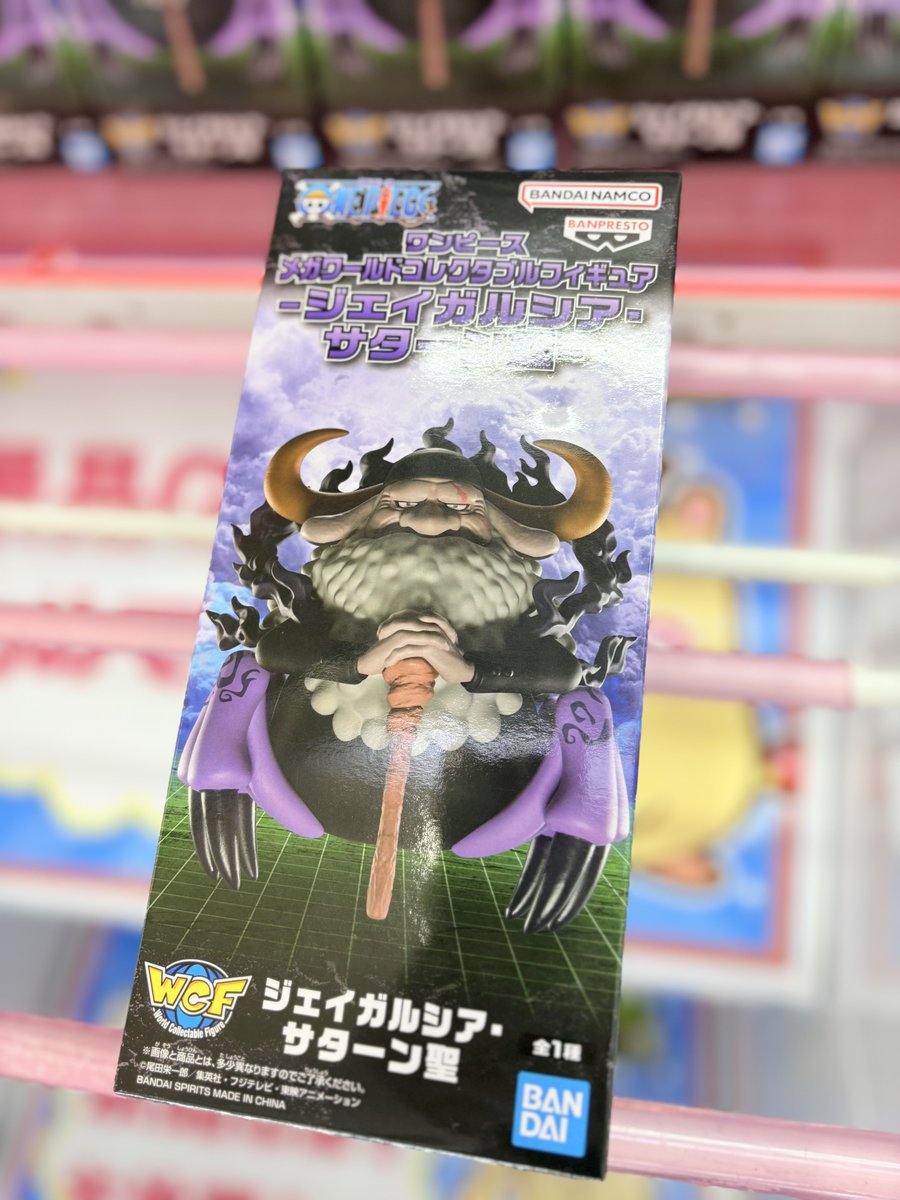 ONE PIECE
BANDAI NAMCO
BANPRESTO
ワンピース
メガワールドコレクタブルフィギュア
-ジェイガルシア・
サターン聖-
WCF
World Collectable Figure
ジェイガルシア・
サターン聖
全1種
※画像と商品とは、多少異なりますのでご了承ください。
©尾田栄一郎/集英社・フジテレビ・東映アニメーション
BANDAI SPIRITS MADE IN CHINA
BAN
DAI